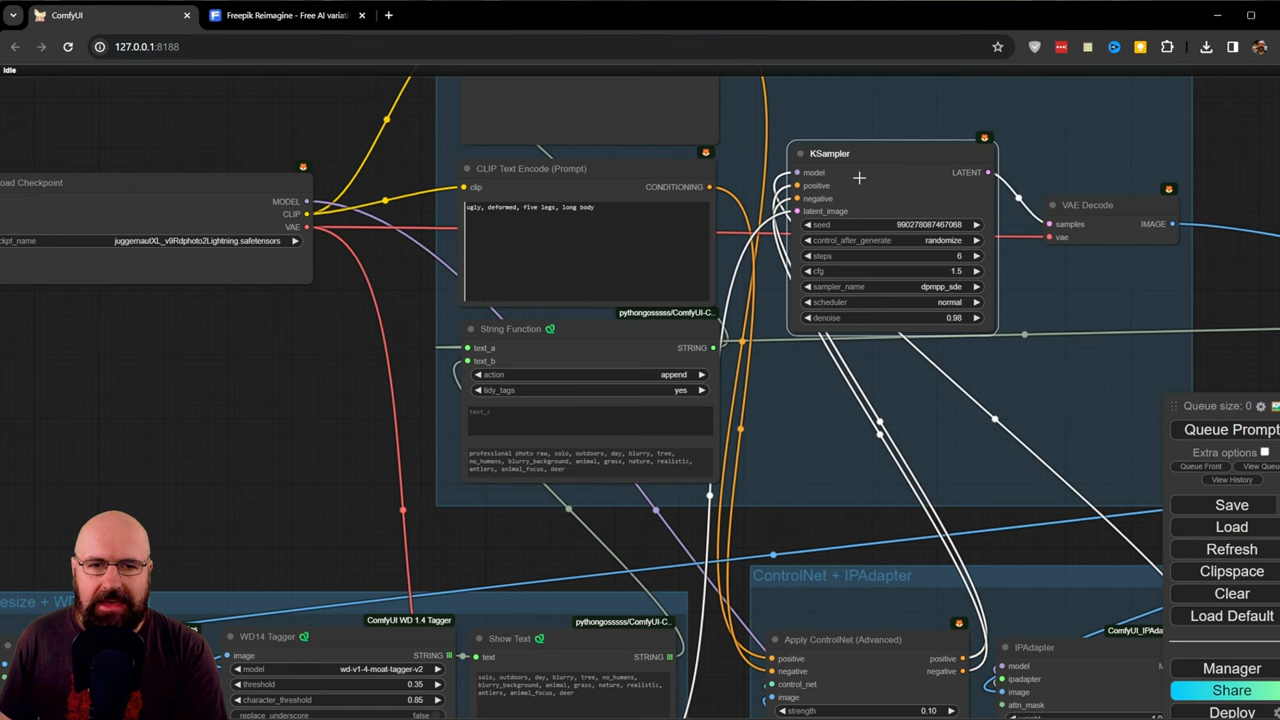 ComfyUI
Freepik Reimagine - Free AI variati
127.0.0.1:8188
Idle
oad Checkpoint
MODEL
CLIP
VAE
ckpt_name
juggernautXL_v9Rdphoto2Lightning.safetensors
CLIP Text Encode (Prompt)
clip
CONDITIONING
ugly, deformed, five legs, long body
pythongosssss/ComfyUI-C..
String Function
text_a
STRING
text_b
action
append
tidy_tags
yes
text_c
professional photo raw, solo, outdoors, day, blurry, tree,
no_humans, blurry_background, animal, grass, nature, realistic,
antlers, animal_focus, deer
KSampler
model
LATENT
positive
negative
latent_image
seed
990278087467068
control_after_generate
randomize
steps
6
cfg
1.5
sampler_name
dpmpp_sde
scheduler
normal
denoise
0.98
VAE Decode
samples
IMAGE
vae
Queue size: 0
Queue Prompt
Extra options
Queue Front
View Queu
View History
Save
Load
Refresh
Clipspace
Clear
Load Default
Manager
Share
Deploy
esize + WD
ComfyUI WD 1.4 Tagger
WD14 Tagger
image
STRING
model
wd-v1-4-moat-tagger-v2
threshold
0.35
character_threshold
0.85
replace_underscore
false
pythongosssss/ComfyUI-C..
Show Text
text
STRING
solo, outdoors, day, blurry, tree, no_humans,
blurry_background, animal, grass, nature, realistic,
antlers, animal_focus, deer
ControlNet + IPAdapter
Apply ControlNet (Advanced)
positive
positive
negative
negative
control_net
image
strength
0.10
ComfyUI_IPAda
IPAdapter
model
M
ipadapter
image
attn_mask